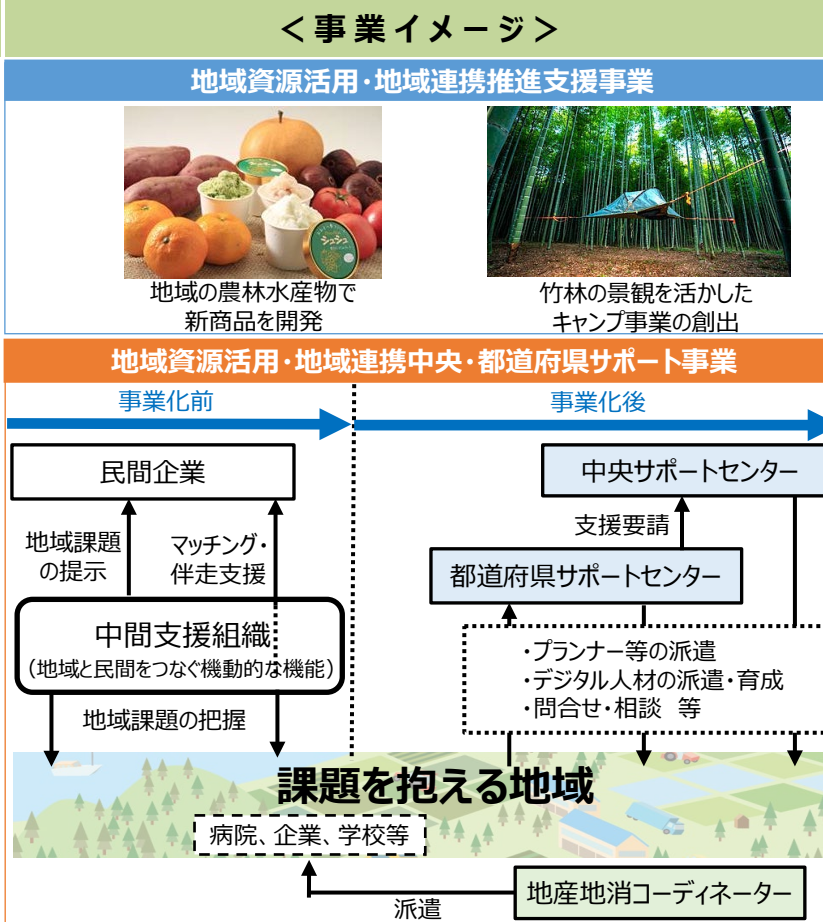 ＜事業イメージ＞
地域資源活用・地域連携推進支援事業
シュシュ
地域の農林水産物で
新商品を開発
竹林の景観を活かした
キャンプ事業の創出
地域資源活用・地域連携中央・都道府県サポート事業
事業化前
事業化後
民間企業
中央サポートセンター
地域課題
の提示
マッチング・
伴走支援
支援要請
都道府県サポートセンター
中間支援組織
（地域と民間をつなぐ機動的な機能）
・プランナー等の派遣
・デジタル人材の派遣・育成
・問合せ・相談 等
地域課題の把握
課題を抱える地域
病院、企業、学校等
地産地消コーディネーター
派遣